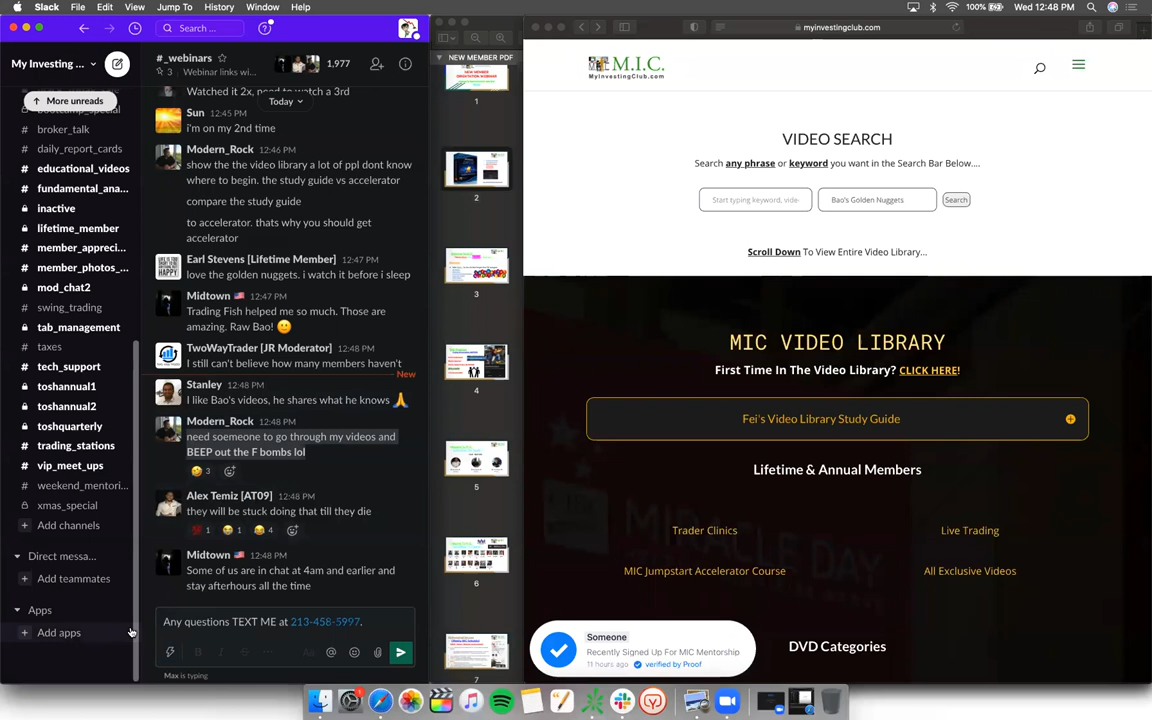 Slack File Edit View Jump To History Window Help
100% Wed 12:48 PM
Search ...
My Investing ...
More unreads
bootcamp_special
# broker_talk
# daily_report_cards
# educational_videos
# fundamental_ana...
inactive
lifetime_member
# member_appreci...
# member_photos_...
mod_chat2
# swing_trading
tab_management
# taxes
# tech_support
toshannual1
toshannual2
toshquarterly
# trading_stations
# vip_meet_ups
# weekend_mentori...
xmas_special
+ Add channels
Direct messa...
+ Add teammates
Apps
+ Add apps
#_webinars
3 Webinar links wi...
1,977
Watched it 2x, need to watch a 3rd
Today
Sun 12:45 PM
i'm on my 2nd time
Modern_Rock 12:46 PM
show the the video library a lot of ppl dont know
where to begin. the study guide vs accelerator
compare the study guide
to accelerator. thats why you should get
accelerator
Earl Stevens [Lifetime Member] 12:47 PM
love the golden nuggets. i watch it before i sleep
Midtown 🇺🇸 12:47 PM
Trading Fish helped me so much. Those are
amazing. Raw Bao! 🙂
TwoWayTrader [JR Moderator] 12:48 PM
I still can't believe how many members haven't
New
Stanley 12:48 PM
I like Bao's videos, he shares what he knows 🙏
Modern_Rock 12:48 PM
need soemeone to go through my videos and
BEEP out the F bombs lol
3
Alex Temiz [AT09] 12:48 PM
they will be stuck doing that till they die
1 1 4
Midtown 🇺🇸 12:48 PM
Some of us are in chat at 4am and earlier and
stay afterhours all the time
Any questions TEXT ME at 213-458-5997.
B S ... Aa @
Max is typing
NEW MEMBER PDF
1
2
3
4
5
6
7
myinvestingclub.com
M.I.C.
MyInvestingClub.com
VIDEO SEARCH
Search any phrase or keyword you want in the Search Bar Below....
Start typing keyword, vide Bao's Golden Nuggets Search
Scroll Down To View Entire Video Library...
MIC VIDEO LIBRARY
First Time In The Video Library? CLICK HERE!
Fei's Video Library Study Guide
Lifetime & Annual Members
Trader Clinics Live Trading
MIC Jumpstart Accelerator Course All Exclusive Videos
DVD Categories
Someone
Recently Signed Up For MIC Mentorship
11 hours ago verified by Proof